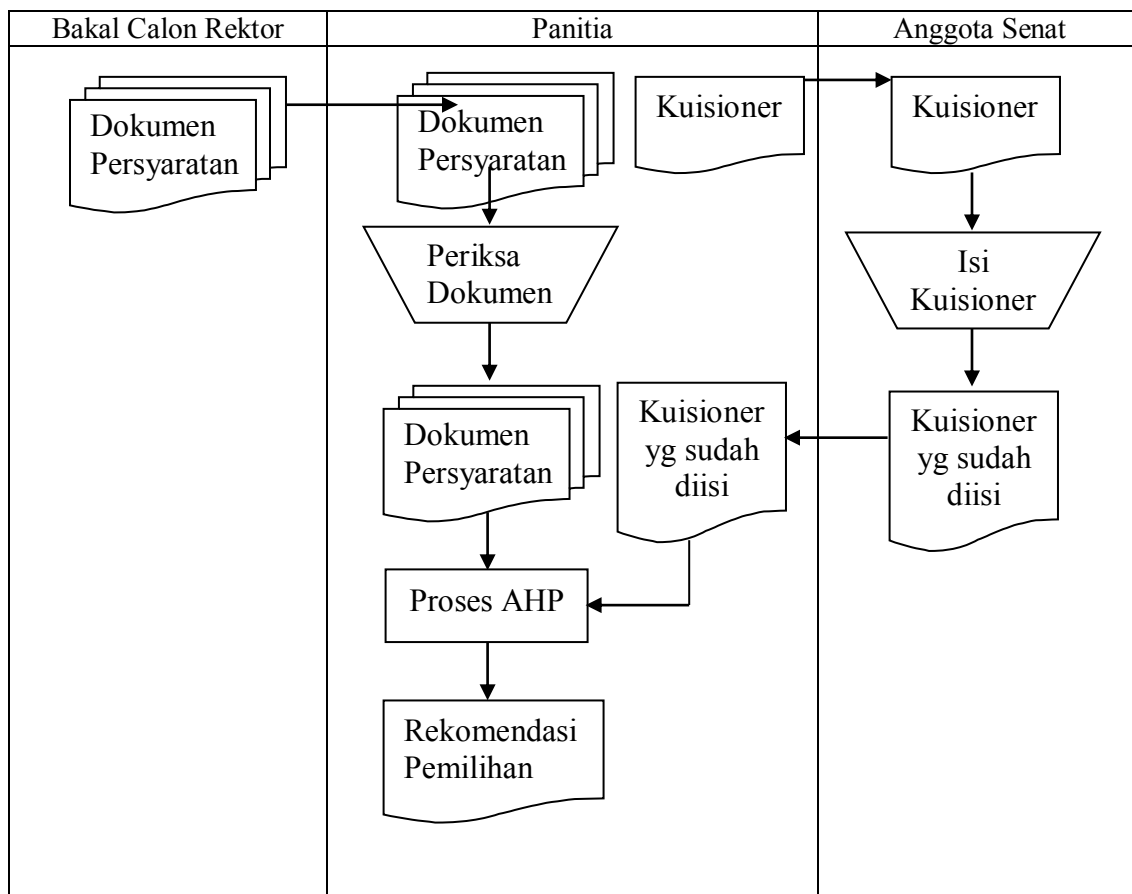 Bakal Calon Rektor
Panitia
Anggota Senat
Dokumen
Persyaratan
Dokumen
Persyaratan
Kuisioner
Kuisioner
Periksa
Dokumen
Isi
Kuisioner
Dokumen
Persyaratan
Kuisioner
yg sudah
diisi
Kuisioner
yg sudah
diisi
Proses AHP
Rekomendasi
Pemilihan